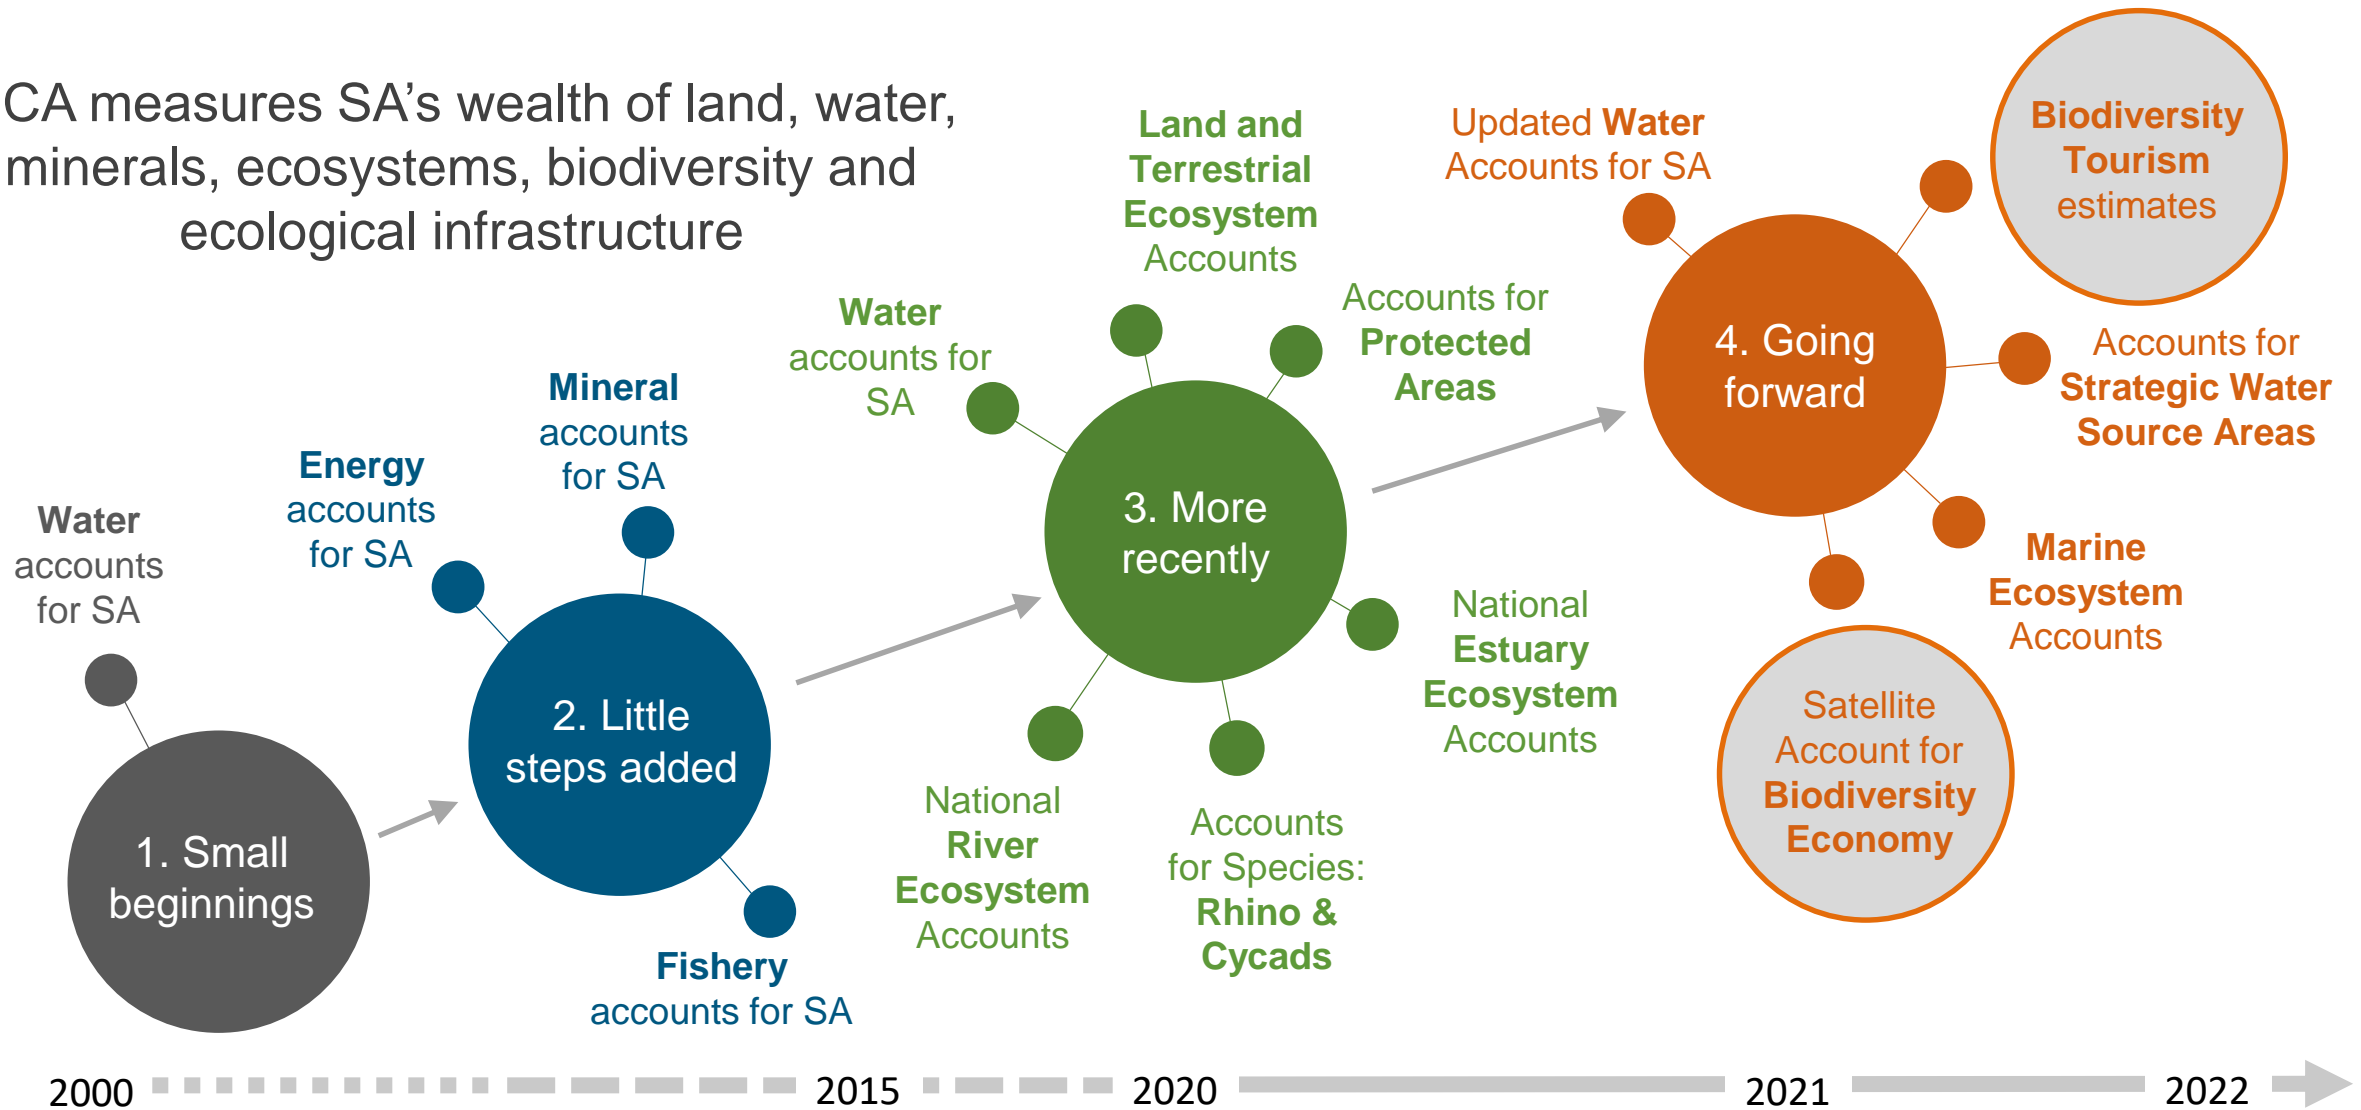 CA measures SA's wealth of land, water,
minerals, ecosystems, biodiversity and
ecological infrastructure
Water
accounts
for SA
1. Small
beginnings
Energy
accounts
for SA
Mineral
accounts
for SA
2. Little
steps added
Fishery
accounts for SA
Water
accounts for
SA
Land and
Terrestrial
Ecosystem
Accounts
Accounts for
Protected
Areas
3. More
recently
National
River
Ecosystem
Accounts
Accounts
for Species:
Rhino &
Cycads
National
Estuary
Ecosystem
Accounts
Updated Water
Accounts for SA
Biodiversity
Tourism
estimates
4. Going
forward
Accounts for
Strategic Water
Source Areas
Marine
Ecosystem
Accounts
Satellite
Account for
Biodiversity
Economy
2000
2015
2020
2021
2022